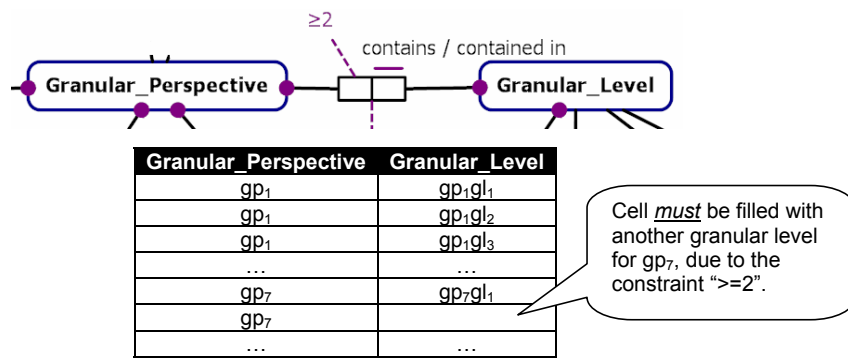 ≥2
contains / contained in
Granular_Perspective Granular_Level
Granular_Perspective Granular_Level
gp₁ gp₁gl₁
gp₁ gp₁gl₂
gp₁ gp₁gl₃
... ...
gp₇ gp₇gl₁
gp₇
... ...
Cell must be filled with
another granular level
for gp₇, due to the
constraint “>=2”.